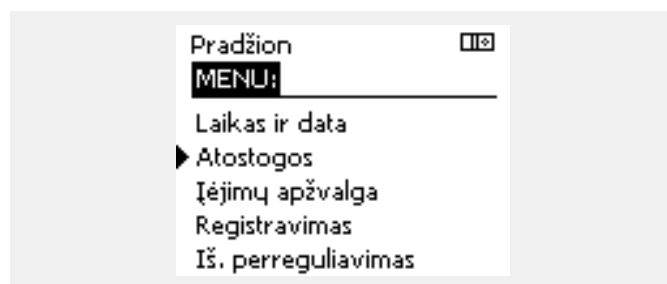 Pradžion
MENU:
Laikas ir data
Atostogos
Įėjimų apžvalga
Registravimas
Iš. perreguliavimas